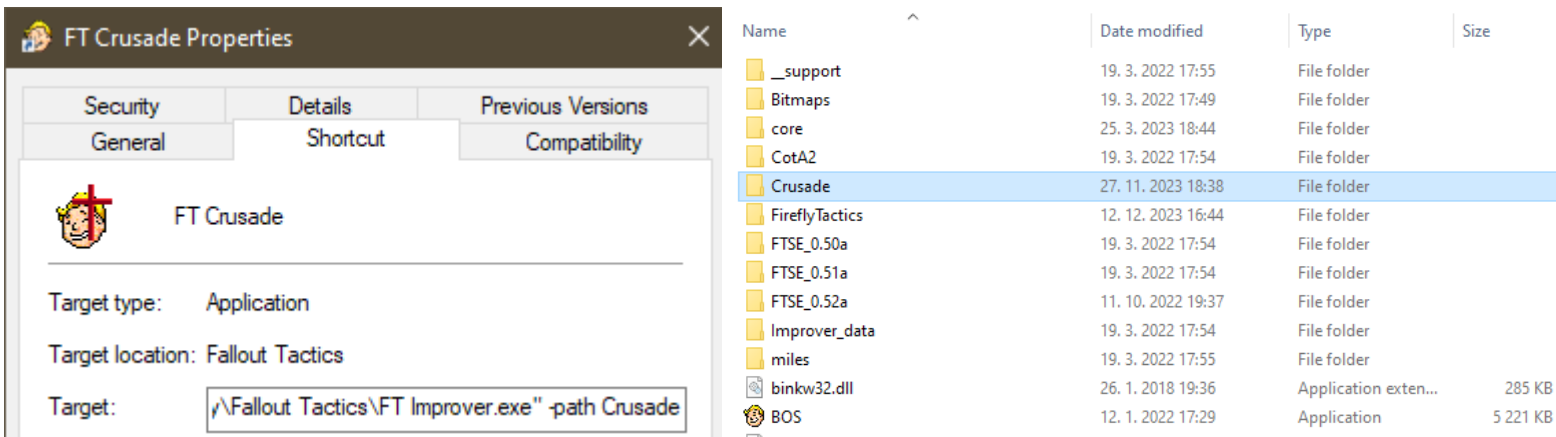 FT Crusade Properties
Security Details Previous Versions
General Shortcut Compatibility
FT Crusade
Target type: Application
Target location: Fallout Tactics
Target: y\Fallout Tactics\FT Improver.exe" -path Crusade
Name Date modified Type Size
__support 19. 3. 2022 17:55 File folder
Bitmaps 19. 3. 2022 17:49 File folder
core 25. 3. 2023 18:44 File folder
CotA2 19. 3. 2022 17:54 File folder
Crusade 27. 11. 2023 18:38 File folder
FireflyTactics 12. 12. 2023 16:44 File folder
FTSE_0.50a 19. 3. 2022 17:54 File folder
FTSE_0.51a 19. 3. 2022 17:54 File folder
FTSE_0.52a 11. 10. 2022 19:37 File folder
Improver_data 19. 3. 2022 17:54 File folder
miles 19. 3. 2022 17:55 File folder
binkw32.dll 26. 1. 2018 19:36 Application exten... 285 KB
BOS 12. 1. 2022 17:29 Application 5 221 KB